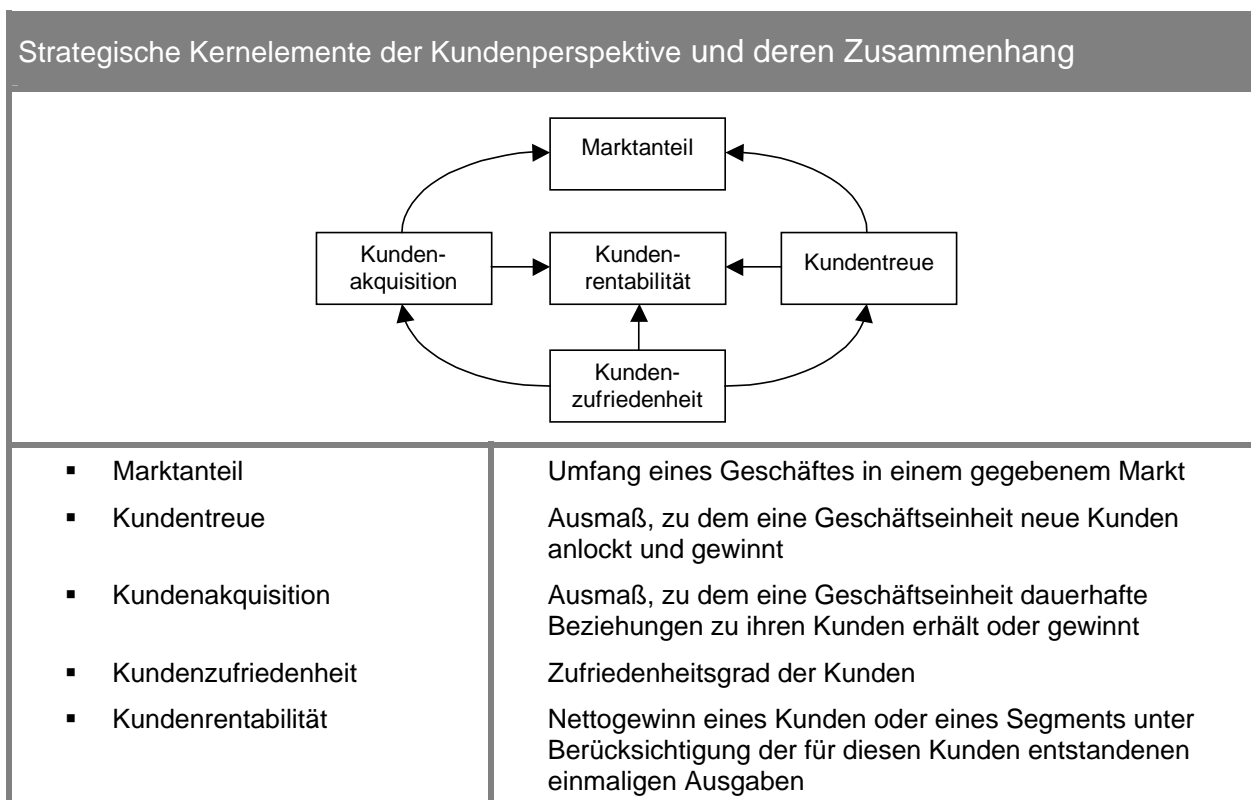 Strategische Kernelemente der Kundenperspektive und deren Zusammenhang
Marktanteil
Kunden-
akquisition
Kunden-
rentabilität
Kundentreue
Kunden-
zufriedenheit
▪ Marktanteil
Umfang eines Geschäftes in einem gegebenem Markt
▪ Kundentreue
Ausmaß, zu dem eine Geschäftseinheit neue Kunden
anlockt und gewinnt
▪ Kundenakquisition
Ausmaß, zu dem eine Geschäftseinheit dauerhafte
Beziehungen zu ihren Kunden erhält oder gewinnt
▪ Kundenzufriedenheit
Zufriedenheitsgrad der Kunden
▪ Kundenrentabilität
Nettogewinn eines Kunden oder eines Segments unter
Berücksichtigung der für diesen Kunden entstandenen
einmaligen Ausgaben